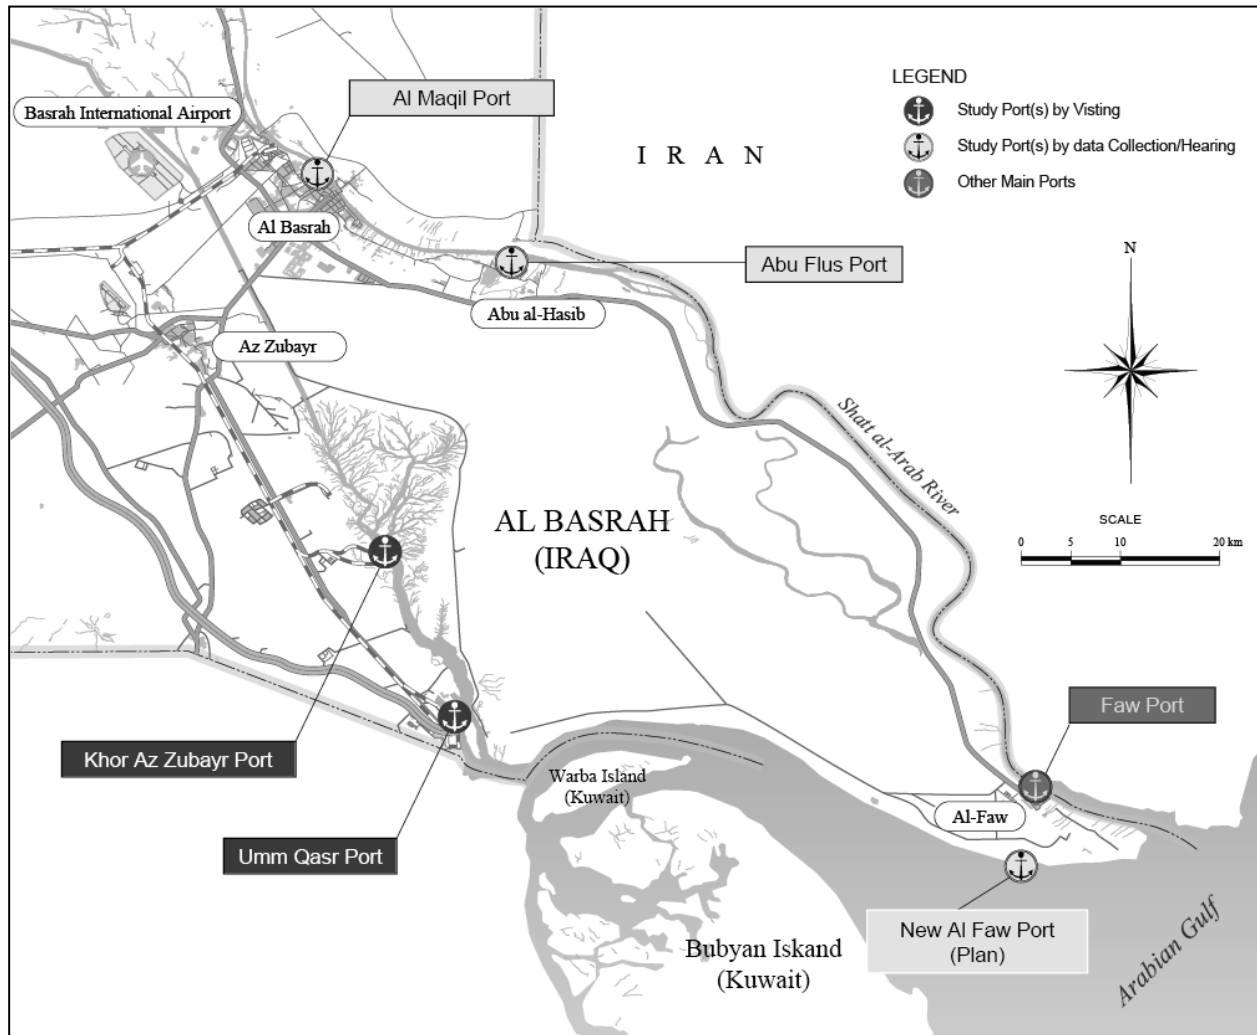 Al Maqil Port
LEGEND
Study Port(s) by Visting
Study Port(s) by data Collection/Hearing
Other Main Ports
Basrah International Airport
I R A N
Al Basrah
Abu Flus Port
N
Abu al-Hasib
Az Zubayr
Shatt al-Arab River
AL BASRAH
(IRAQ)
SCALE
0 5 10 20 km
Faw Port
Khor Az Zubayr Port
Warba Island
(Kuwait)
Al-Faw
Umm Qasr Port
New Al Faw Port
(Plan)
Bubyan Iskand
(Kuwait)
Arabian Gulf